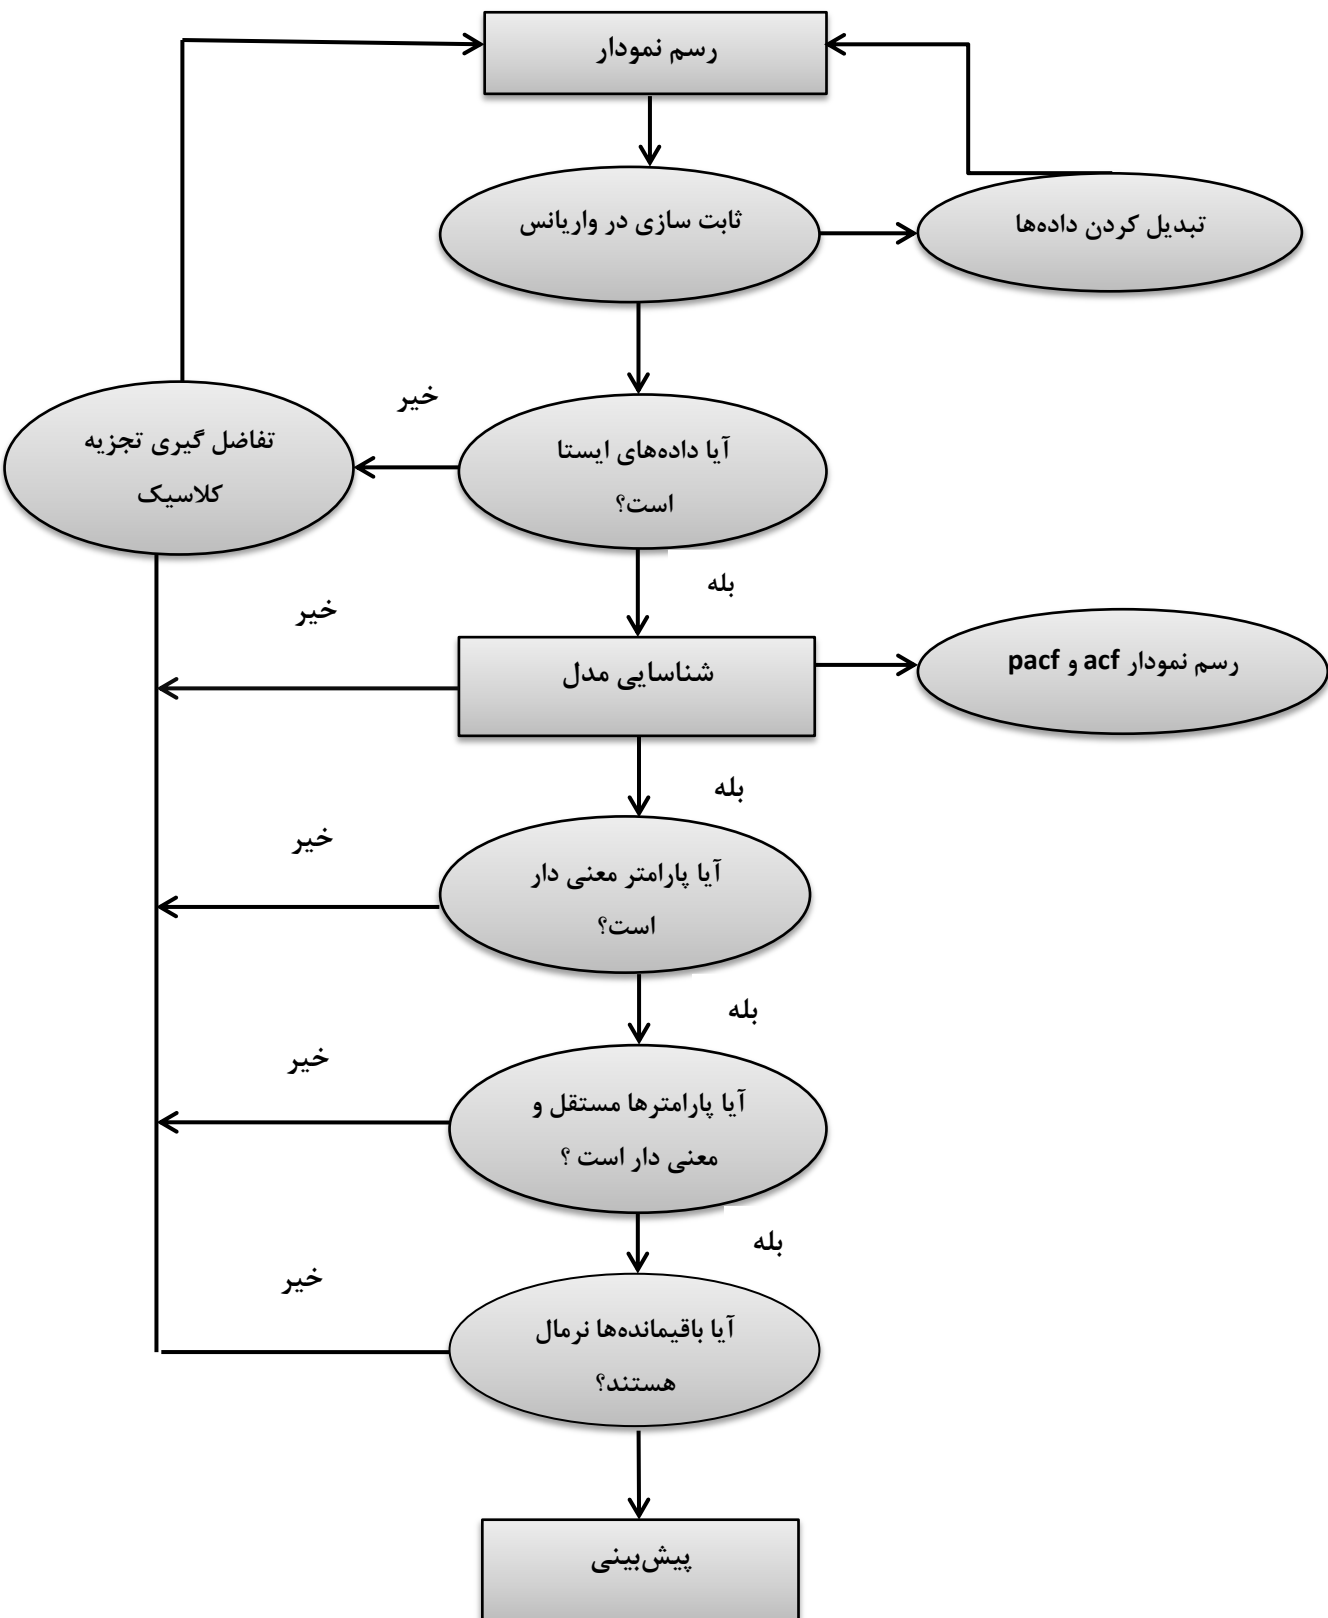 رسم نمودار
ثابت سازی در واریانس
تبدیل کردن داده‌ها
خیر
آیا داده‌های ایستا
است؟
تفاضل گیری تجزیه
کلاسیک
بله
خیر
شناسایی مدل
رسم نمودار acf و pacf
بله
خیر
آیا پارامتر معنی دار
است؟
بله
خیر
آیا پارامترها مستقل و
معنی دار است ؟
بله
خیر
آیا باقیمانده‌ها نرمال
هستند؟
پیش‌بینی